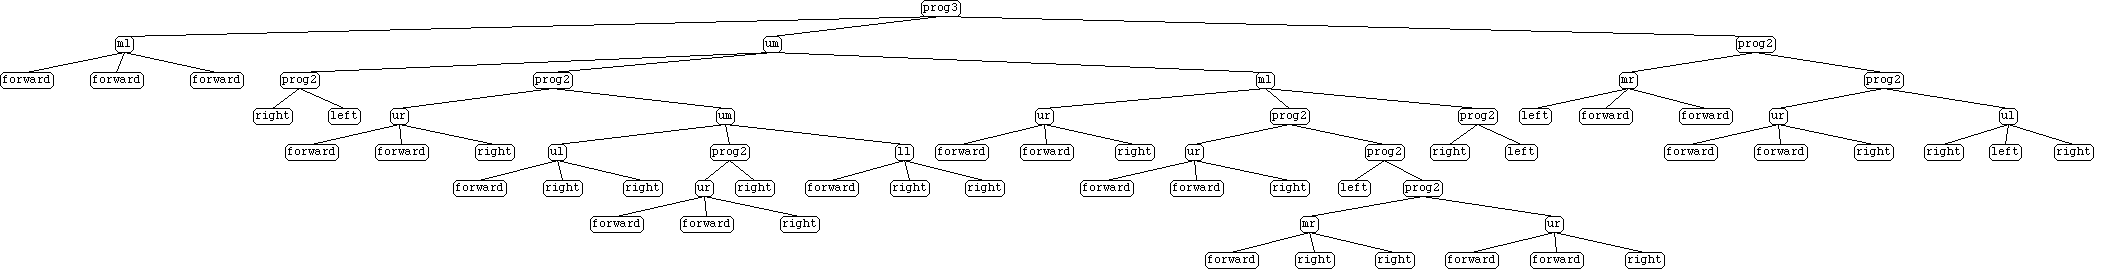 prog3
ml um prog2
forward forward forward prog2 prog2 ml mr prog2
right left ur um ur prog2 prog2 left forward forward ur ul
forward forward right ul prog2 ll forward forward right ur prog2 right left forward forward right right left right
forward right right ur right forward right right forward forward right left prog2
forward forward right mr ur
forward right right forward forward right